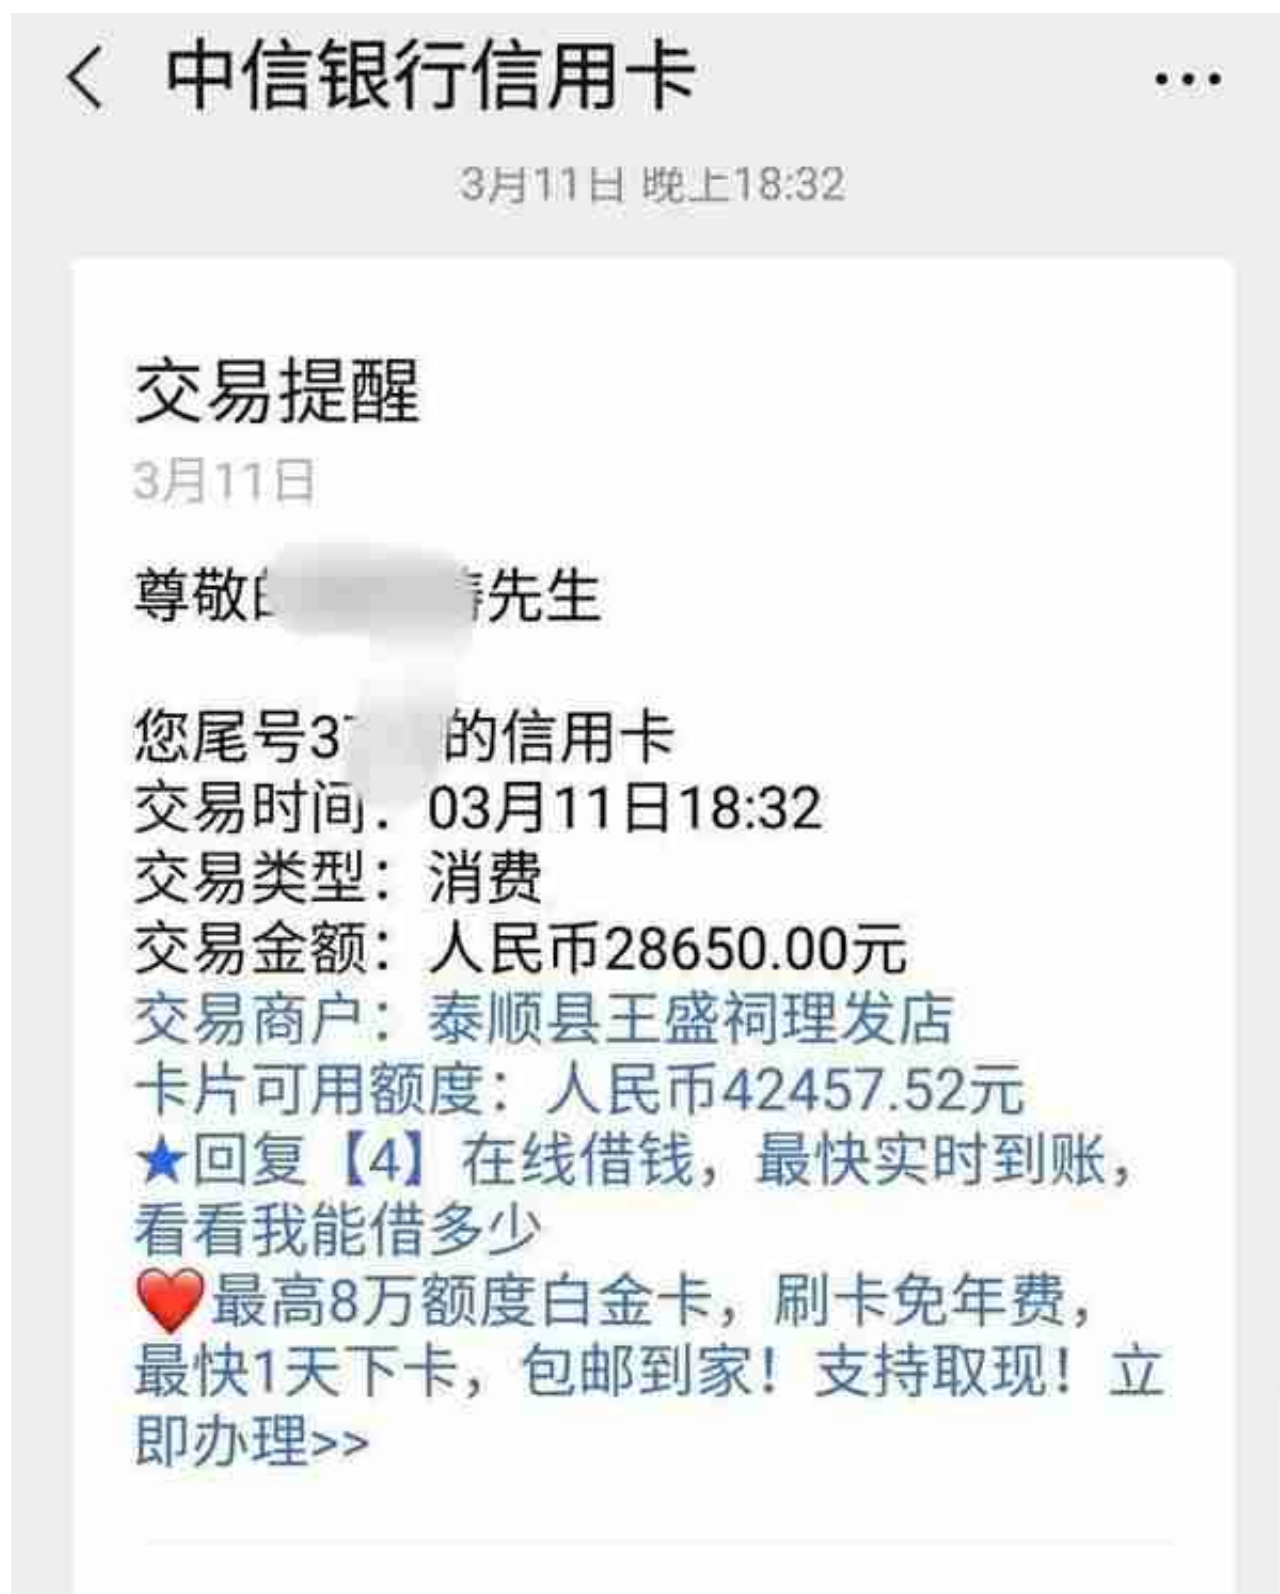 中信银行信用卡
3月11日 晚上18:32
交易提醒
3月11日
尊敬 先生
您尾号3 的信用卡
交易时间: 03月11日18:32
交易类型：消费
交易金额：人民币28650.00元
交易商户：泰顺县王盛祠理发店
卡片可用额度：人民币42457.52元
★回复【4】在线借钱，最快实时到账，
看看我能借多少
❤最高8万额度白金卡，刷卡免年费，
最快1天下卡，包邮到家！支持取现！立
即办理>>